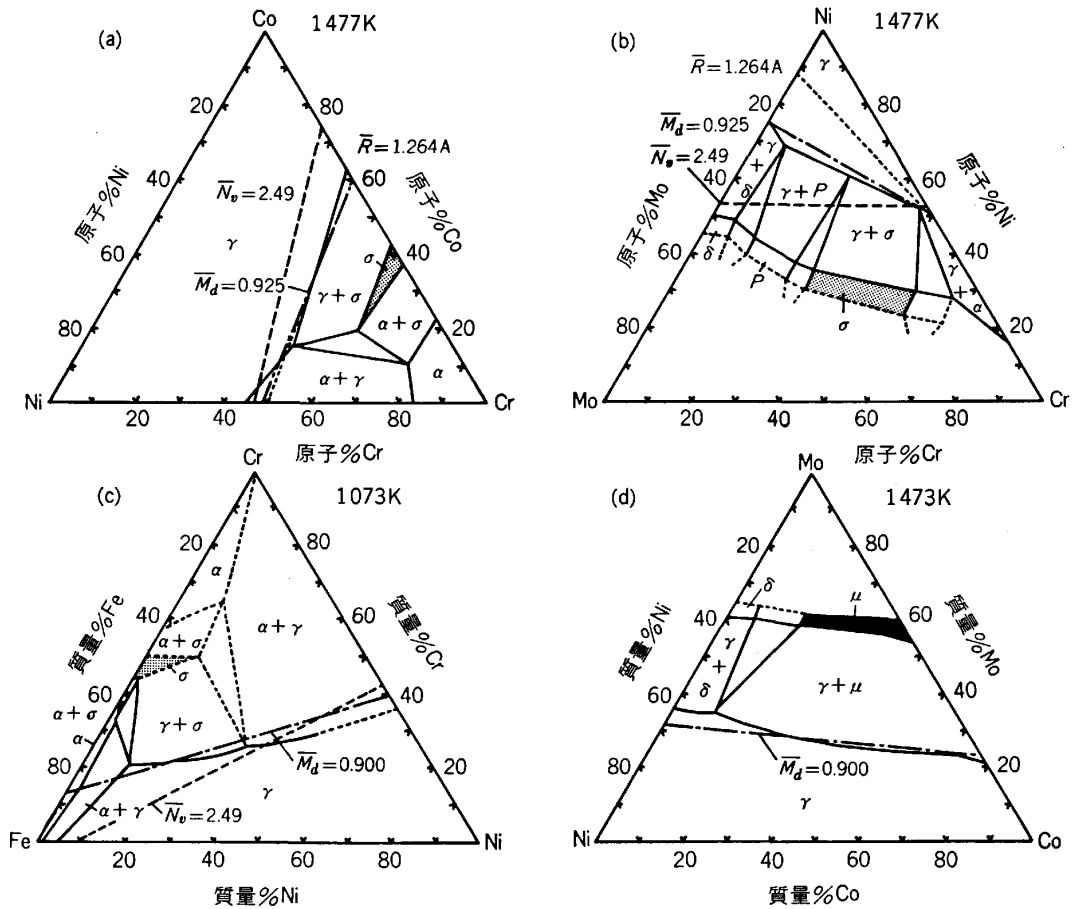 (a)
Co
1477K
20
80
R̄=1.264A
40
60
原子%Ni
N̄v=2.49
原子%Co
60
γ
40
σ
M̄d=0.925
γ+σ
80
α+σ
20
α+γ
α
Ni
Cr
20
40
60
80
原子%Cr
(b)
Ni
1477K
R̄=1.264A
γ
20
80
M̄d=0.925
N̄v=2.49
γ
+
δ
40
60
原子%Ni
γ+P
原子%Mo
γ+σ
60
40
δ
P
σ
γ
+
α
80
20
Mo
Cr
20
40
60
80
原子%Cr
(c)
Cr
1073K
20
80
α
40
60
質量%Fe
質量%Cr
α+γ
α+σ
σ
60
40
α+σ
γ+σ
α
M̄d=0.900
80
20
α+γ
N̄v=2.49
γ
Fe
Ni
20
40
60
80
質量%Ni
(d)
Mo
1473K
20
80
δ
μ
40
60
質量%Ni
質量%Mo
γ
+
δ
γ+μ
60
40
M̄d=0.900
80
20
γ
Ni
Co
20
40
60
80
質量%Co